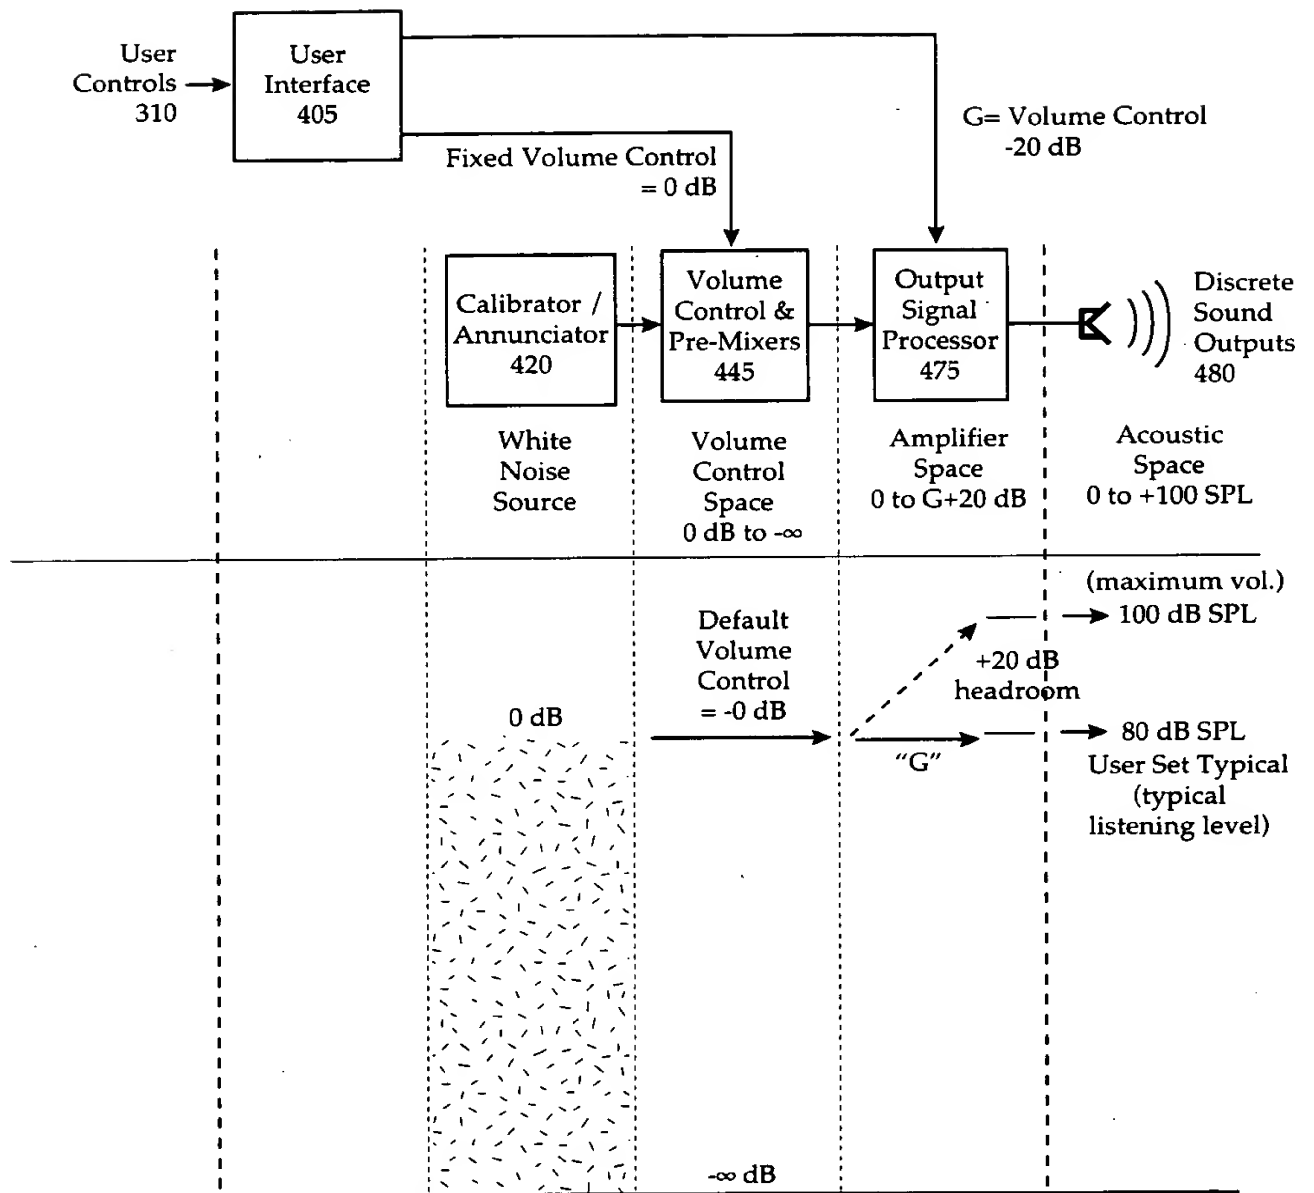 User
Controls
310
User
Interface
405
Fixed Volume Control
= 0 dB
G= Volume Control
-20 dB
Calibrator /
Annunciator
420
Volume
Control &
Pre-Mixers
445
Output
Signal
Processor
475
Discrete
Sound
Outputs
480
White
Noise
Source
Volume
Control
Space
0 dB to -∞
Amplifier
Space
0 to G+20 dB
Acoustic
Space
0 to +100 SPL
(maximum vol.)
100 dB SPL
Default
Volume
Control
= -0 dB
+20 dB
headroom
0 dB
"G"
80 dB SPL
User Set Typical
(typical
listening level)
-∞ dB